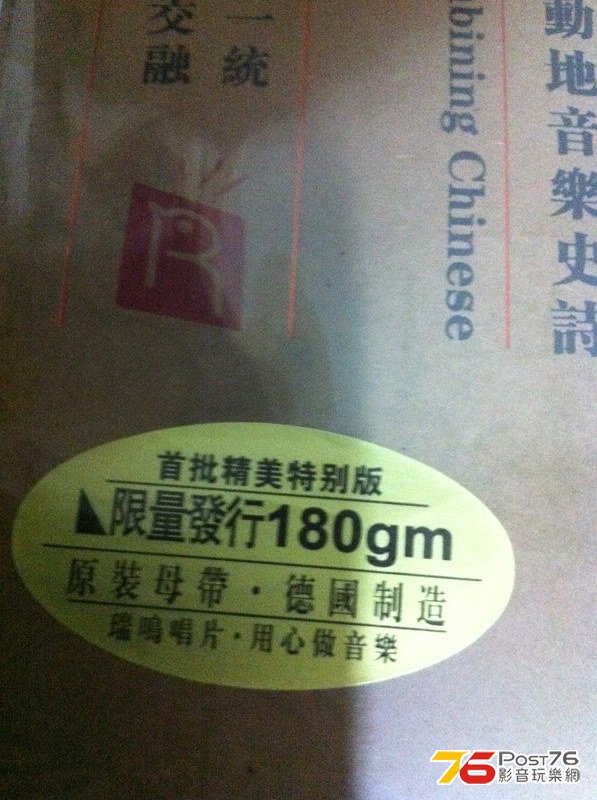 動地音樂史詩
bining Chinese
一統
交融
R
首批精美特别版
限量發行180gm
原裝母帶·德國制造
瑞鳴唱片·用心做音樂
76 POST76
影音玩樂網